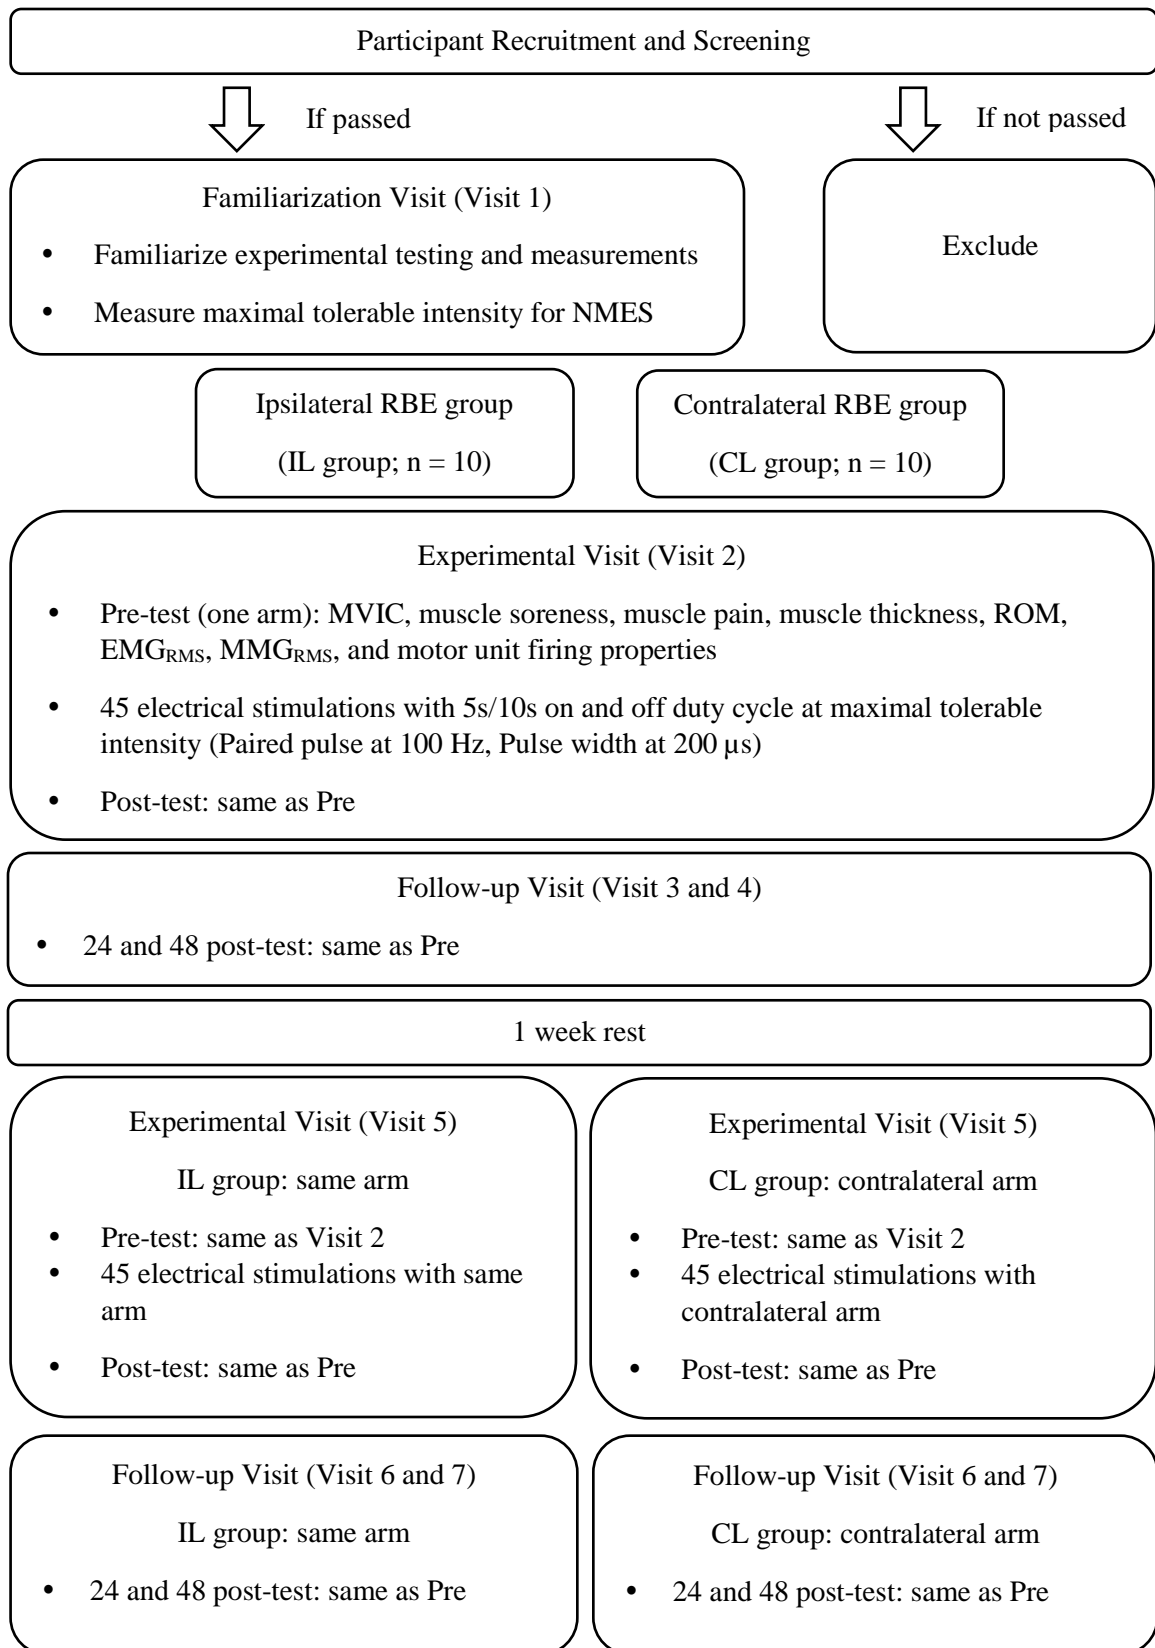 Participant Recruitment and Screening
If passed
If not passed
Familiarization Visit (Visit 1)
• Familiarize experimental testing and measurements
• Measure maximal tolerable intensity for NMES
Exclude
Ipsilateral RBE group
(IL group; n = 10)
Contralateral RBE group
(CL group; n = 10)
Experimental Visit (Visit 2)
• Pre-test (one arm): MVIC, muscle soreness, muscle pain, muscle thickness, ROM,
EMGRMS, MMGRMS, and motor unit firing properties
• 45 electrical stimulations with 5s/10s on and off duty cycle at maximal tolerable
intensity (Paired pulse at 100 Hz, Pulse width at 200 µs)
• Post-test: same as Pre
Follow-up Visit (Visit 3 and 4)
• 24 and 48 post-test: same as Pre
1 week rest
Experimental Visit (Visit 5)
IL group: same arm
• Pre-test: same as Visit 2
• 45 electrical stimulations with same
arm
• Post-test: same as Pre
Experimental Visit (Visit 5)
CL group: contralateral arm
• Pre-test: same as Visit 2
• 45 electrical stimulations with
contralateral arm
• Post-test: same as Pre
Follow-up Visit (Visit 6 and 7)
IL group: same arm
• 24 and 48 post-test: same as Pre
Follow-up Visit (Visit 6 and 7)
CL group: contralateral arm
• 24 and 48 post-test: same as Pre